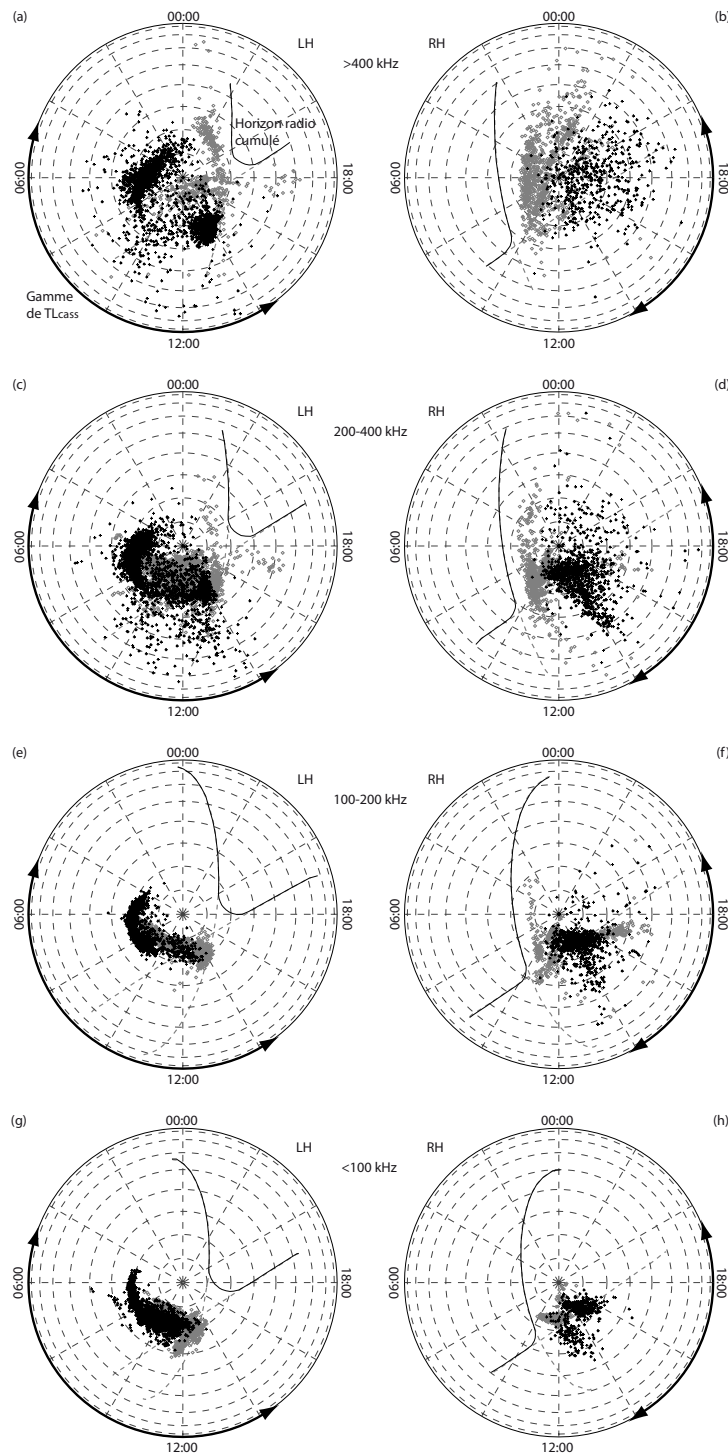 (a)
00:00
LH
RH
(b)
>400 kHz
Horizon radio
cumulé
06:00
18:00
06:00
18:00
Gamme
de TLcass
12:00
12:00
(c)
00:00
00:00
LH
RH
(d)
200-400 kHz
06:00
18:00
06:00
18:00
12:00
12:00
(e)
00:00
00:00
LH
RH
(f)
100-200 kHz
06:00
18:00
06:00
18:00
12:00
12:00
(g)
00:00
00:00
LH
RH
(h)
<100 kHz
06:00
18:00
06:00
18:00
12:00
12:00
00:00